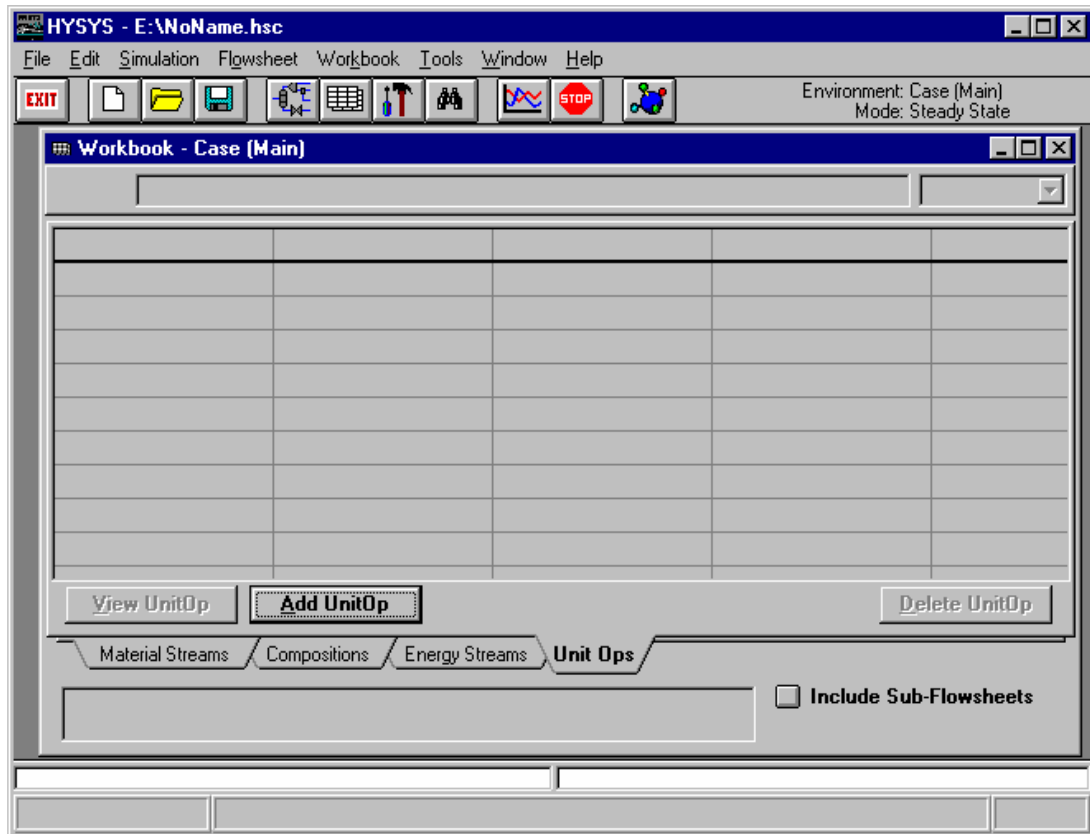 HYSYS - E:\NoName.hsc
File Edit Simulation Flowsheet Workbook Tools Window Help
EXIT STOP Environment: Case (Main)
Mode: Steady State
Workbook - Case (Main)
View UnitOp Add UnitOp Delete UnitOp
Material Streams Compositions Energy Streams Unit Ops
Include Sub-Flowsheets